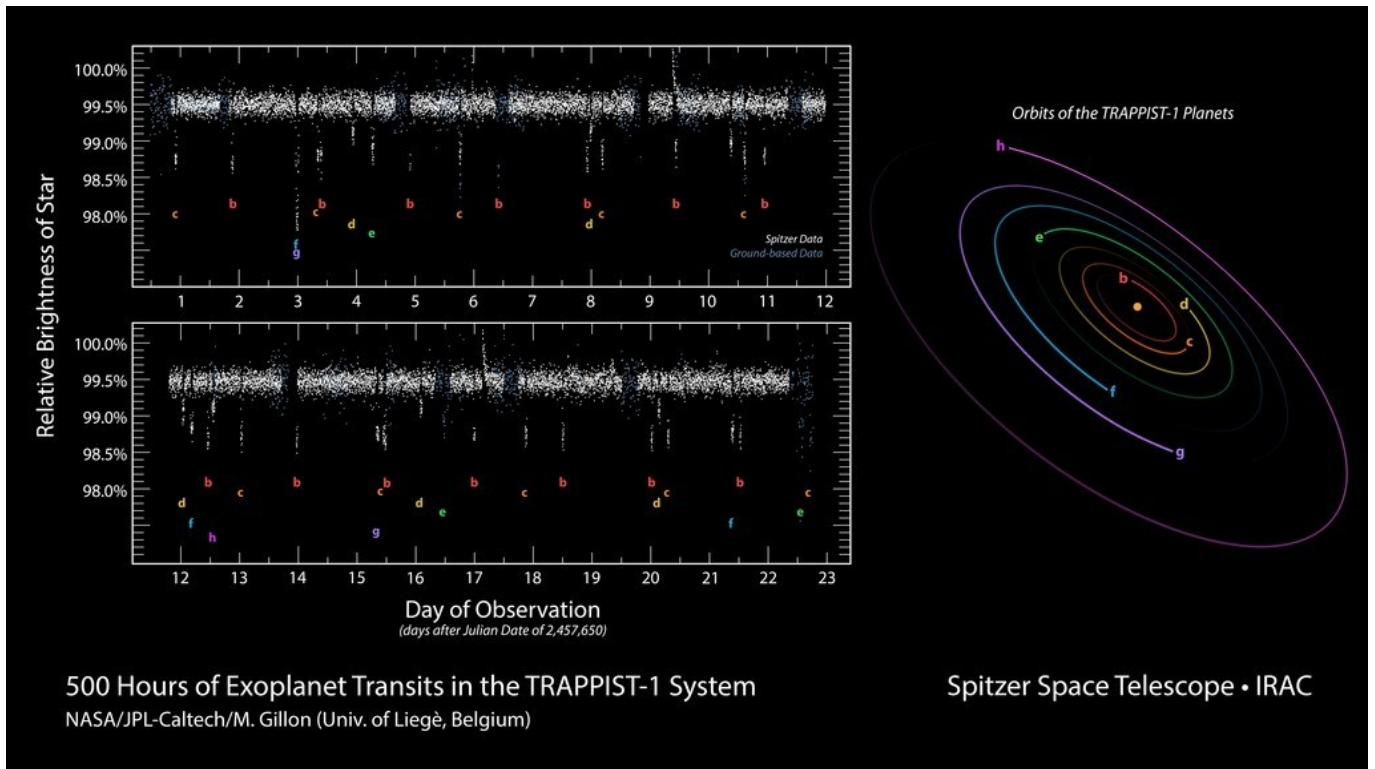 Relative Brightness of Star
100.0%
99.5%
99.0%
98.5%
98.0%
c b c b d e b c b b d c b c b
f
g
Spitzer Data
Ground-based Data
1 2 3 4 5 6 7 8 9 10 11 12
100.0%
99.5%
99.0%
98.5%
98.0%
d f b h c b g c b d e b c b b d c f b e c
12 13 14 15 16 17 18 19 20 21 22 23
Day of Observation
(days after Julian Date of 2,457,650)
Orbits of the TRAPPIST-1 Planets
h
e
b
d
c
f
g
500 Hours of Exoplanet Transits in the TRAPPIST-1 System
NASA/JPL-Caltech/M. Gillon (Univ. of Liegè, Belgium)
Spitzer Space Telescope • IRAC